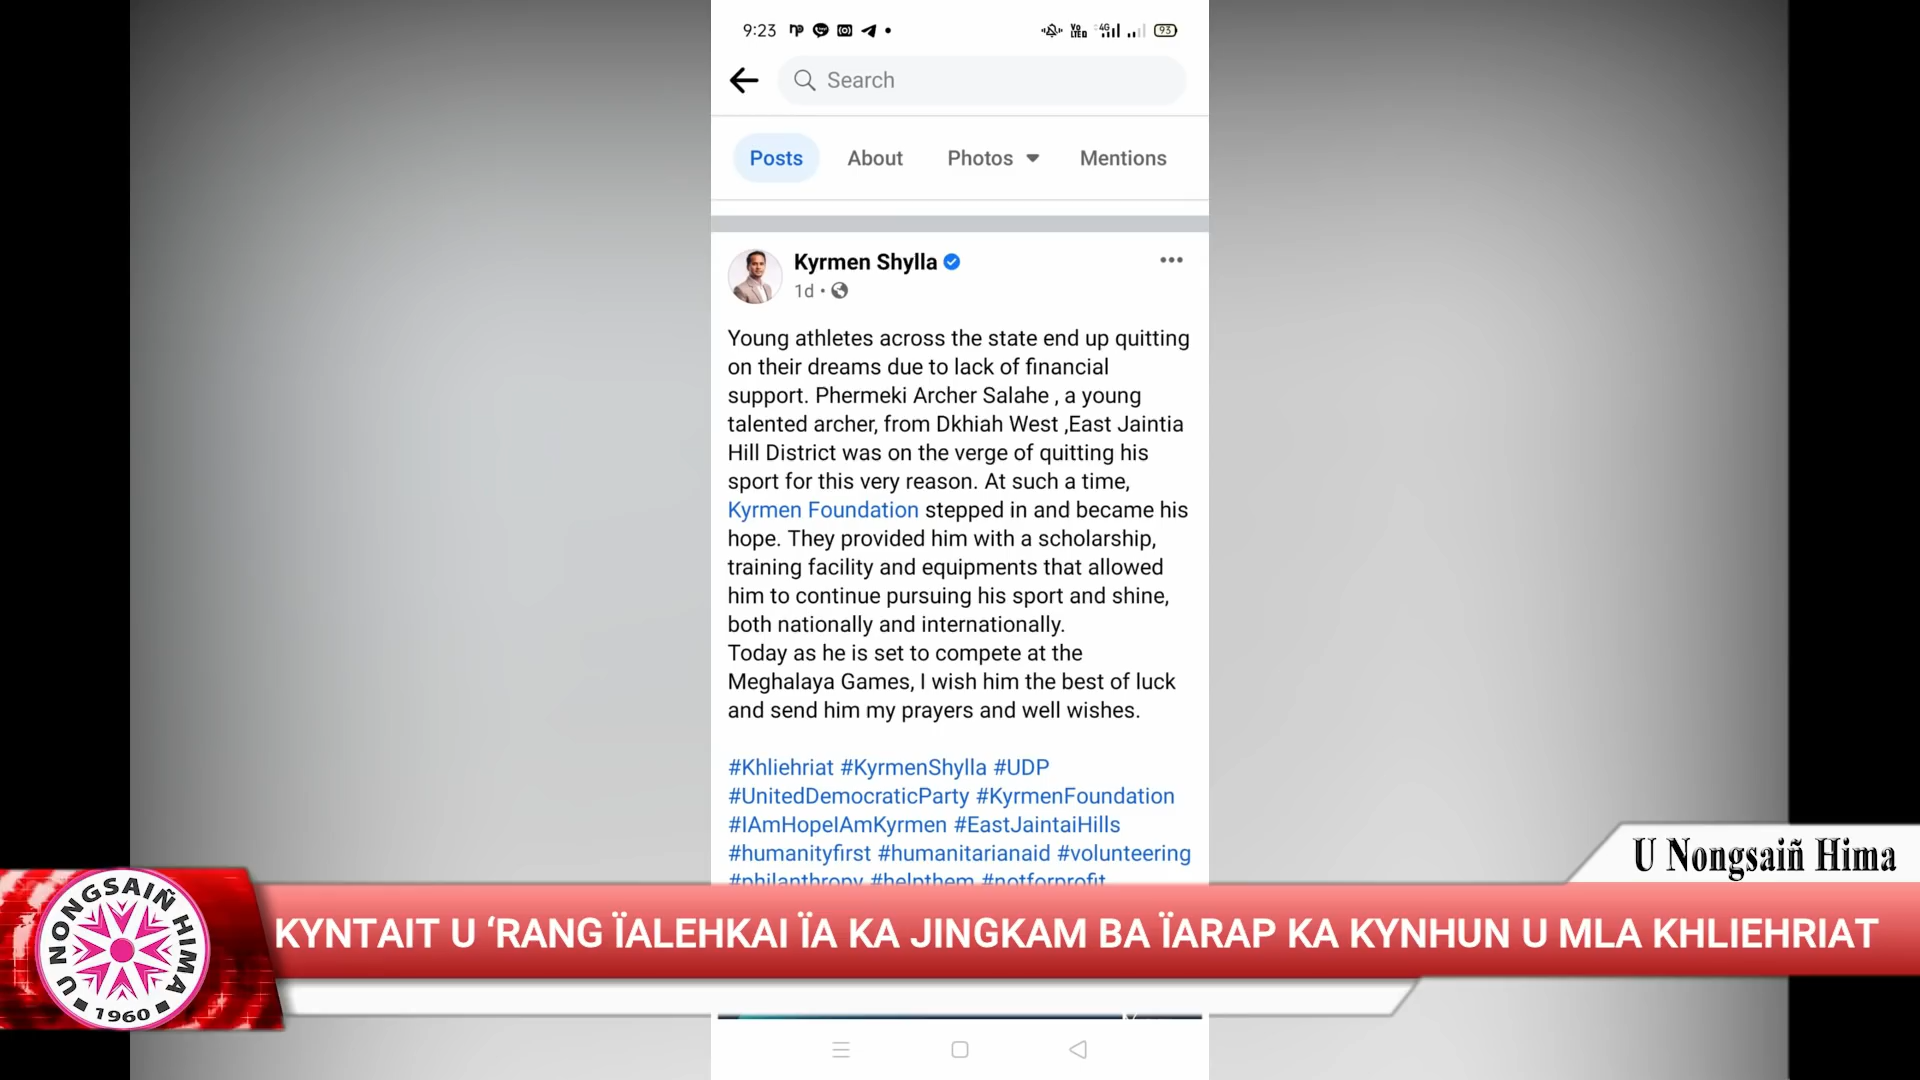 9:23
VoLTED 4G 93
Search
Posts About Photos Mentions
Kyrmen Shylla
1d •
Young athletes across the state end up quitting
on their dreams due to lack of financial
support. Phermeki Archer Salahe , a young
talented archer, from Dkhiah West ,East Jaintia
Hill District was on the verge of quitting his
sport for this very reason. At such a time,
Kyrmen Foundation stepped in and became his
hope. They provided him with a scholarship,
training facility and equipments that allowed
him to continue pursuing his sport and shine,
both nationally and internationally.
Today as he is set to compete at the
Meghalaya Games, I wish him the best of luck
and send him my prayers and well wishes.
#Khliehriat #KyrmenShylla #UDP
#UnitedDemocraticParty #KyrmenFoundation
#IAmHopeIAmKyrmen #EastJaintaiHills
#humanityfirst #humanitarianaid #volunteering
#philanthropy #helpthem #notforprofit
U Nongsaiñ Hima
KYNTAIT U ‘RANG ÏALEHKAI ÏA KA JINGKAM BA ÏARAP KA KYNHUN U MLA KHLIEHRIAT
U NONGSAIÑ HIMA
1960